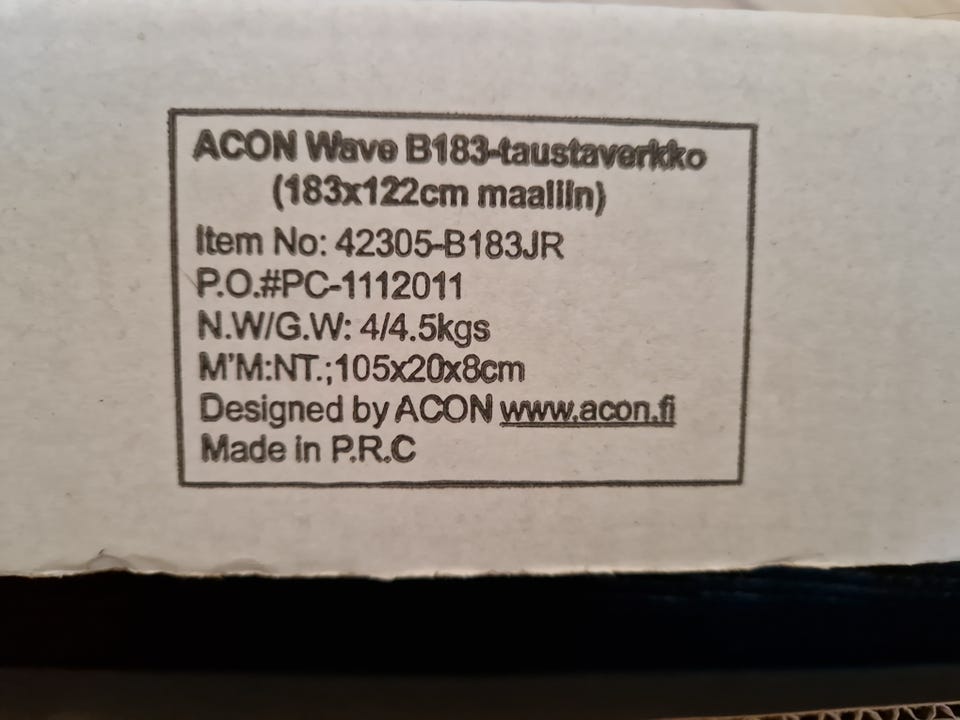 ACON Wave B183-taustaverkko
(183x122cm maaliin)
Item No: 42305-B183JR
P.O.#PC-1112011
N.W/G.W: 4/4.5kgs
M'M:NT.;105x20x8cm
Designed by ACON www.acon.fi
Made in P.R.C